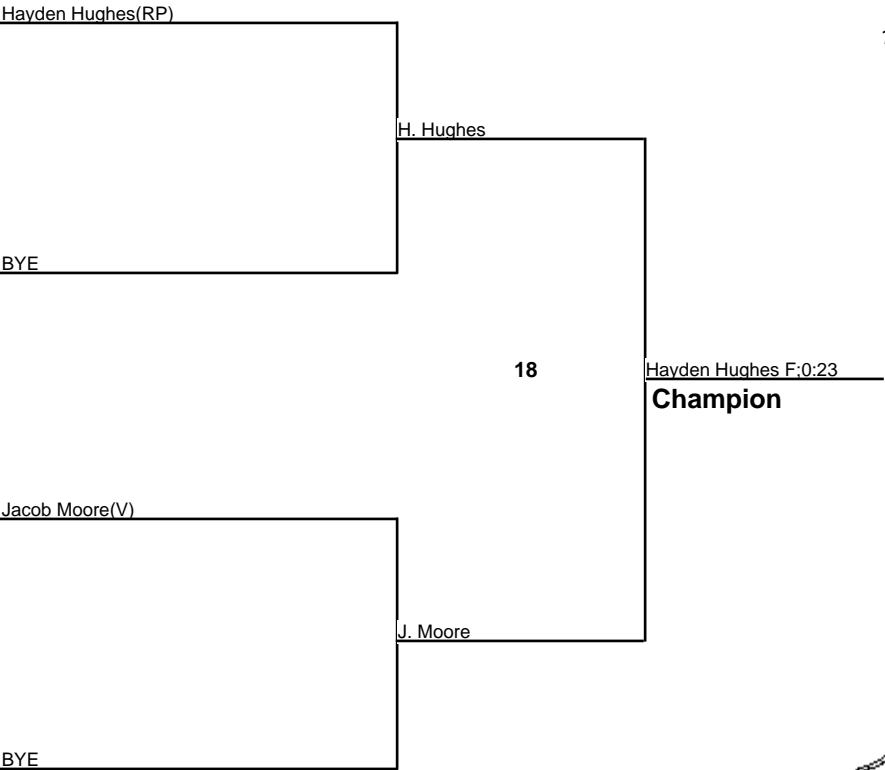 Hayden Hughes(RP)
H. Hughes
BYE
18
Hayden Hughes F;0:23
Champion
Jacob Moore(V)
J. Moore
BYE